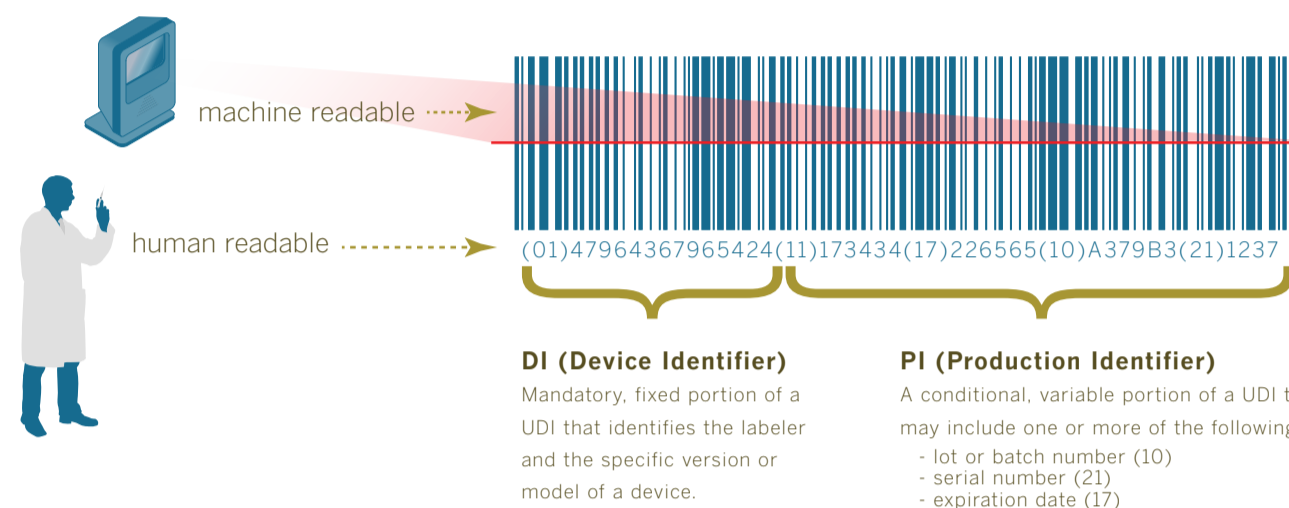 machine readable
human readable
(01)47964367965424(11)173434(17)226565(10)A379B3(21)1237
DI (Device Identifier)
Mandatory, fixed portion of a
UDI that identifies the labeler
and the specific version or
model of a device.
PI (Production Identifier)
A conditional, variable portion of a UDI
may include one or more of the following
- lot or batch number (10)
- serial number (21)
- expiration date (17)